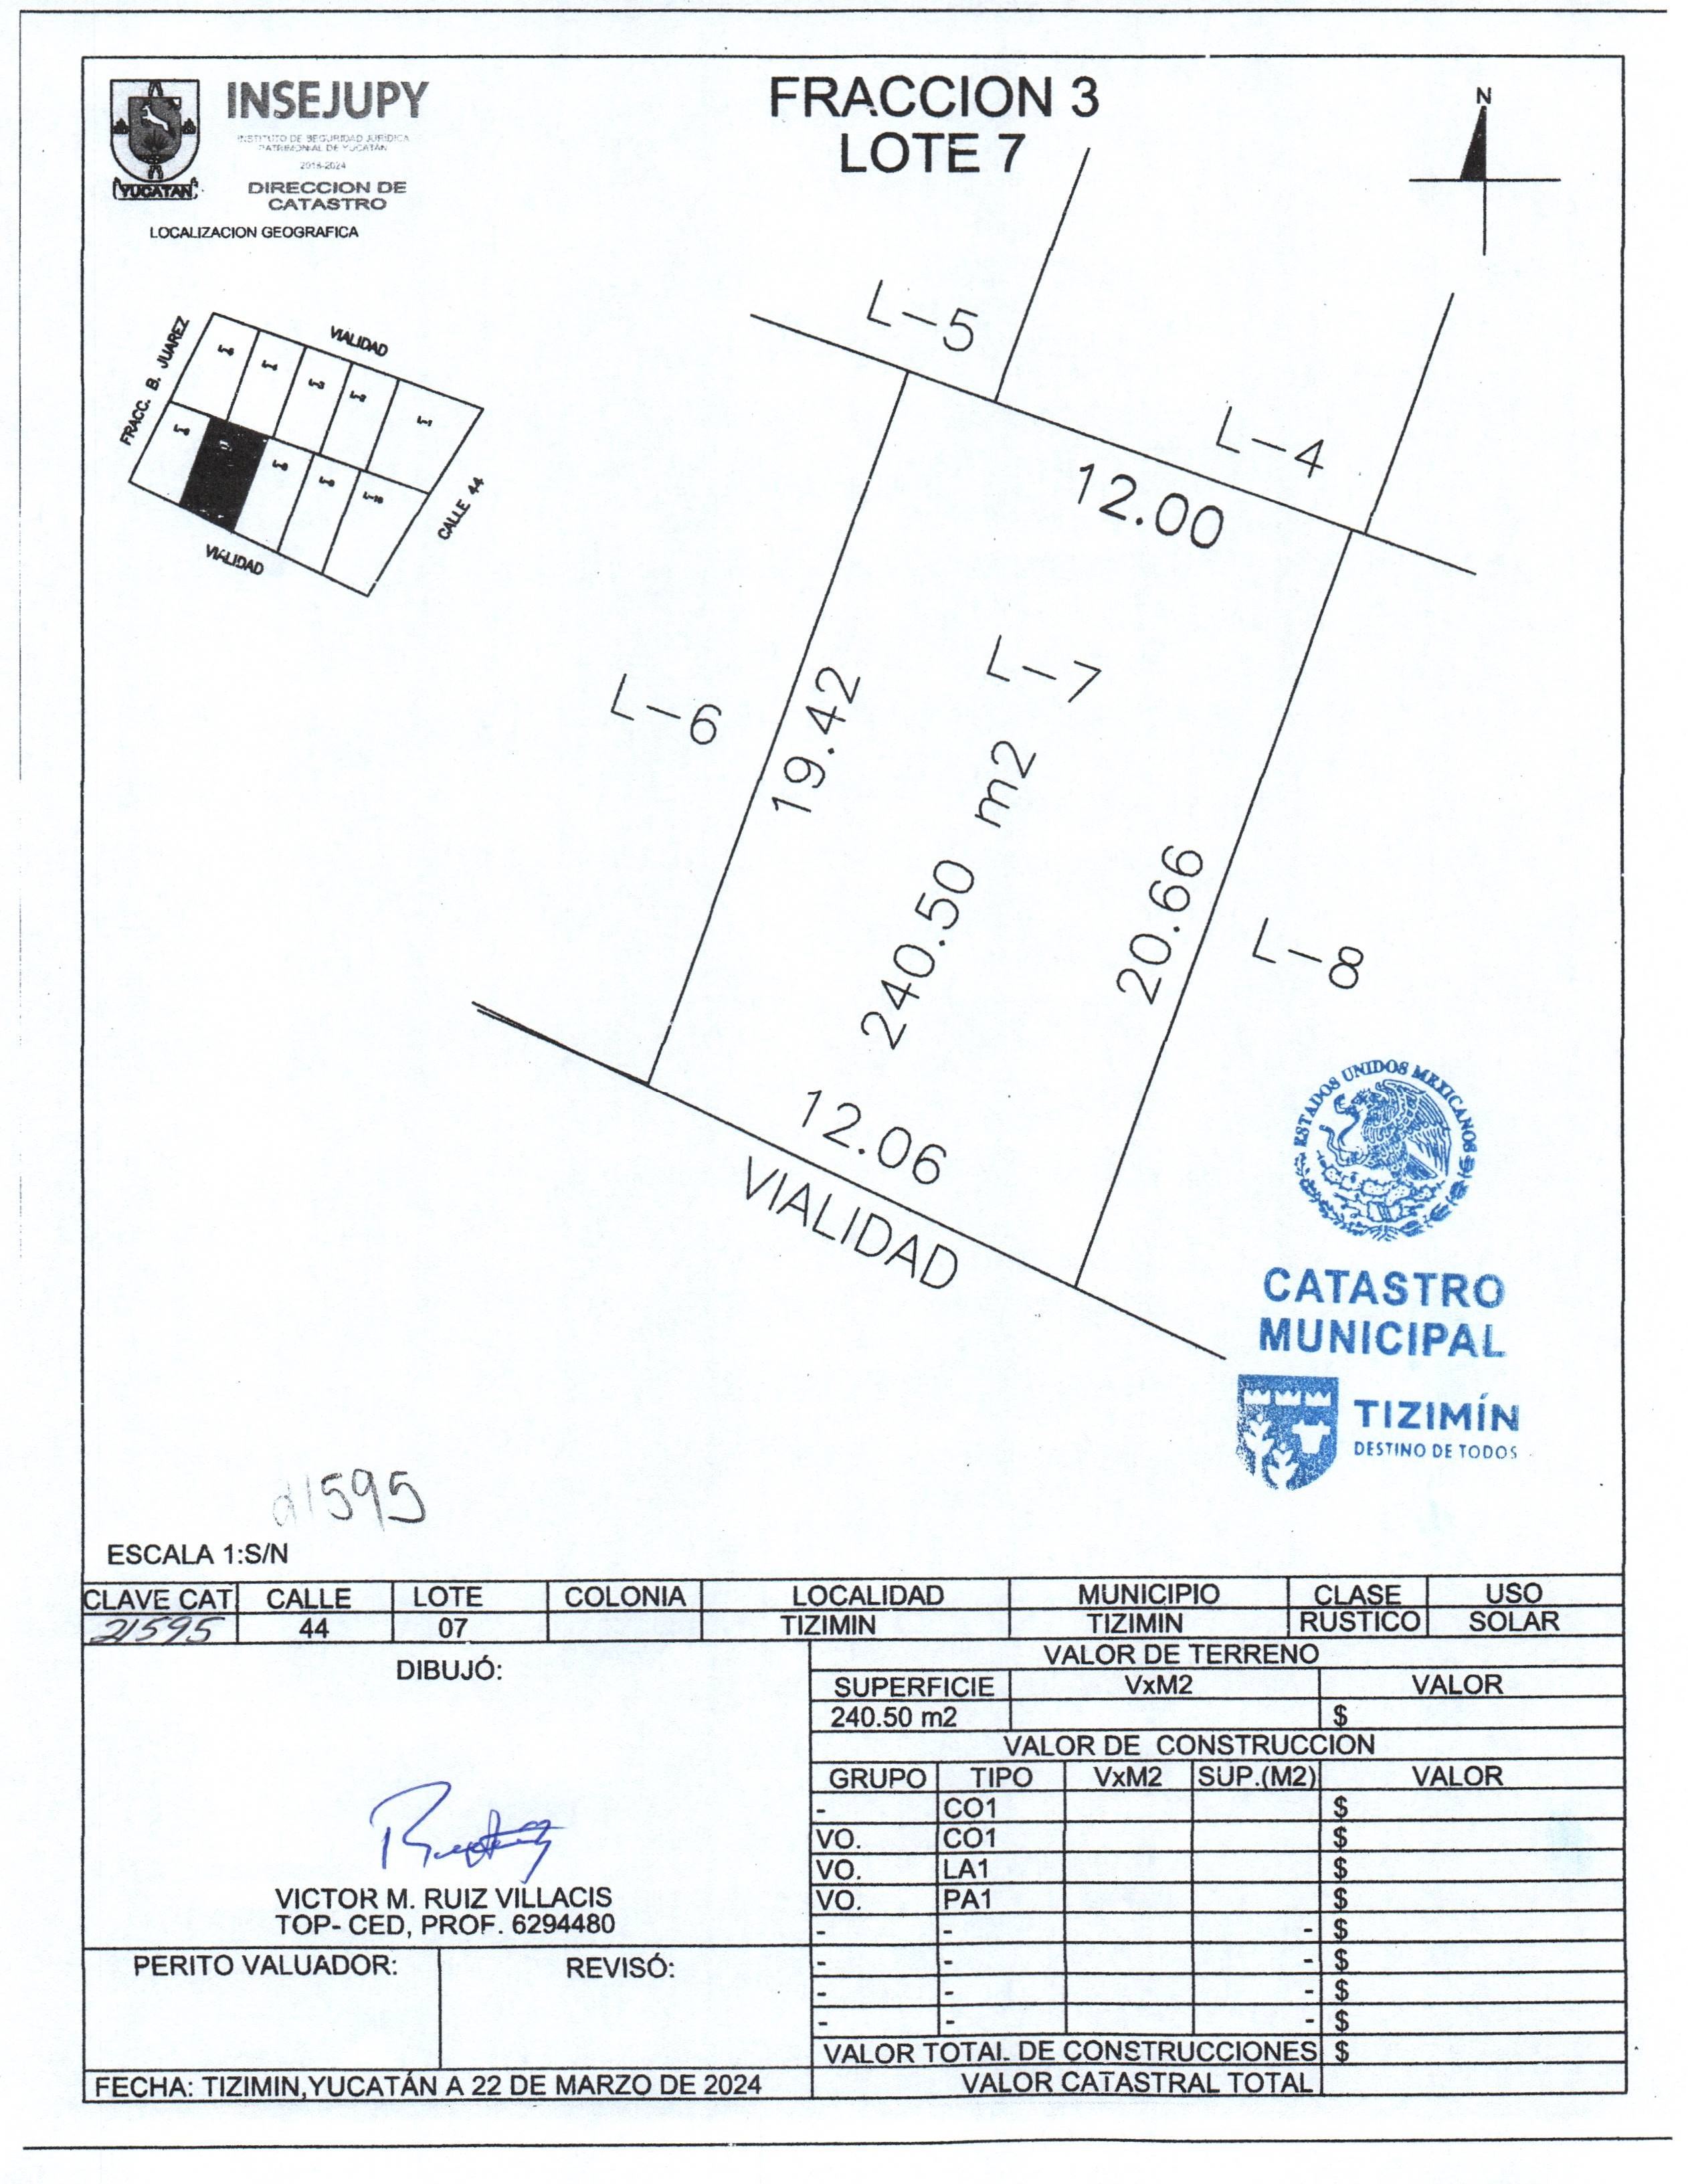 INSEJUPY
INSTITUTO DE SEGURIDAD JURÍDICA
PATRIMONIAL DE YUCATÁN
2018-2024
DIRECCION DE
CATASTRO
YUCATAN
LOCALIZACION GEOGRAFICA
FRACCION 3
LOTE 7
N
FRACC. B. JUAREZ
VIALIDAD
CALLE 44
VIALIDAD
L-10
L-5
L-4
12.00
L-6
19.42
L-7
240.50 m2
20.66
L-8
12.06
VIALIDAD
ESTADOS UNIDOS MEXICANOS
CATASTRO
MUNICIPAL
TIZIMÍN
DESTINO DE TODOS
21595
ESCALA 1:S/N
CLAVE CAT CALLE LOTE COLONIA LOCALIDAD MUNICIPIO CLASE USO
21595 44 07 TIZIMIN TIZIMIN RUSTICO SOLAR
DIBUJÓ:
VICTOR M. RUIZ VILLACIS
TOP- CED, PROF. 6294480
PERITO VALUADOR: REVISÓ:
FECHA: TIZIMIN,YUCATÁN A 22 DE MARZO DE 2024
VALOR DE TERRENO
SUPERFICIE VxM2 VALOR
240.50 m2 $
VALOR DE CONSTRUCCION
GRUPO TIPO VxM2 SUP.(M2) VALOR
- CO1 $
VO. CO1 $
VO. LA1 $
VO. PA1 $
- - - $
- - - $
- - - $
- - - $
VALOR TOTAL DE CONSTRUCCIONES $
VALOR CATASTRAL TOTAL